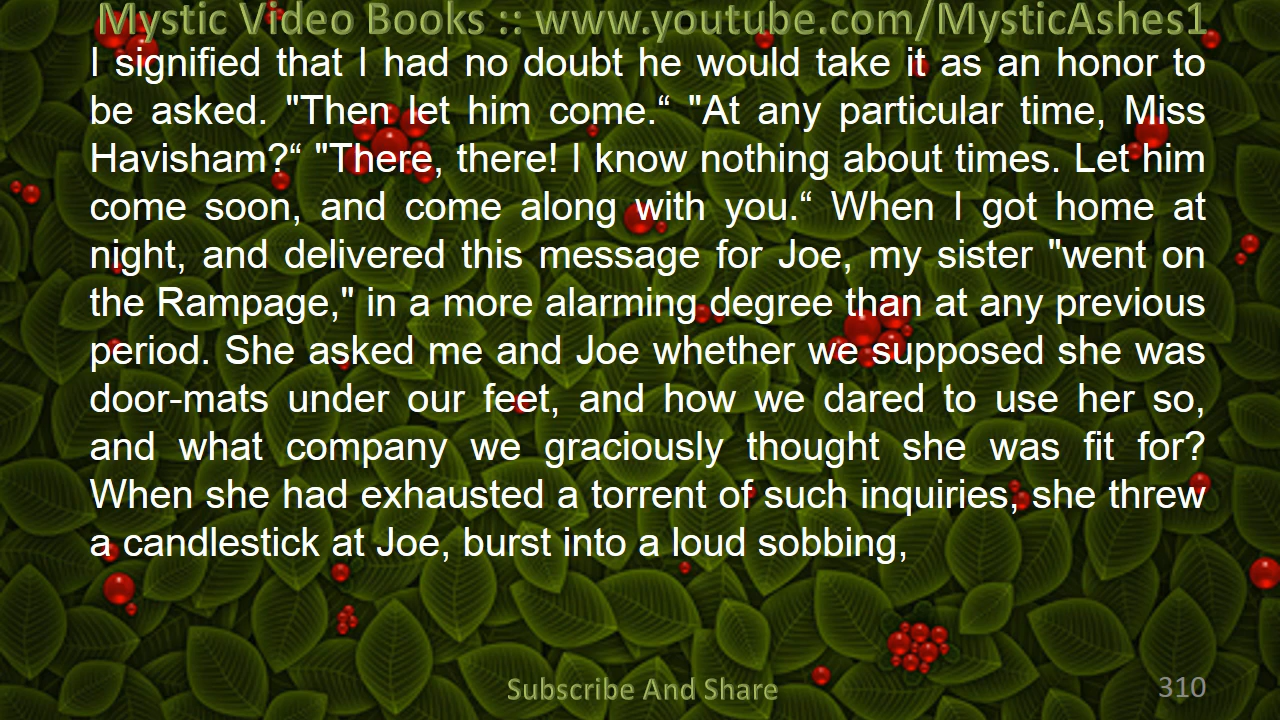 Mystic Video Books :: www.youtube.com/MysticAshes1
I signified that I had no doubt he would take it as an honor to
be asked. "Then let him come.“ "At any particular time, Miss
Havisham?“ "There, there! I know nothing about times. Let him
come soon, and come along with you.“ When I got home at
night, and delivered this message for Joe, my sister "went on
the Rampage," in a more alarming degree than at any previous
period. She asked me and Joe whether we supposed she was
door-mats under our feet, and how we dared to use her so,
and what company we graciously thought she was fit for?
When she had exhausted a torrent of such inquiries, she threw
a candlestick at Joe, burst into a loud sobbing,
Subscribe And Share
310